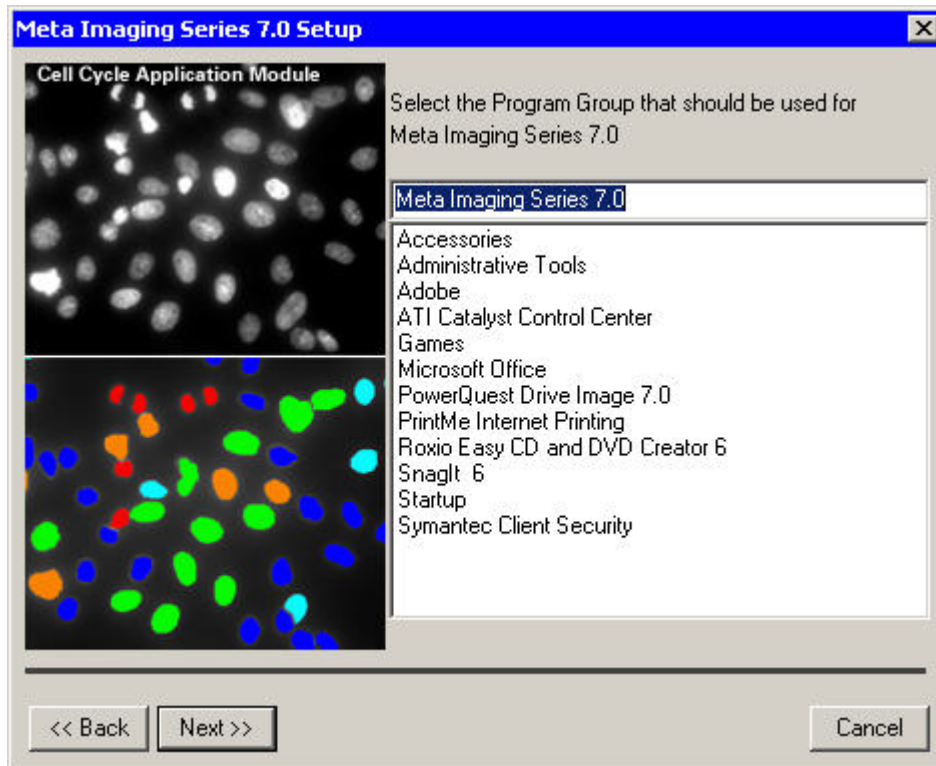 Meta Imaging Series 7.0 Setup
Cell Cycle Application Module
Select the Program Group that should be used for
Meta Imaging Series 7.0
Meta Imaging Series 7.0
Accessories
Administrative Tools
Adobe
ATI Catalyst Control Center
Games
Microsoft Office
PowerQuest Drive Image 7.0
PrintMe Internet Printing
Roxio Easy CD and DVD Creator 6
SnagIt  6
Startup
Symantec Client Security
<< Back
Next >>
Cancel